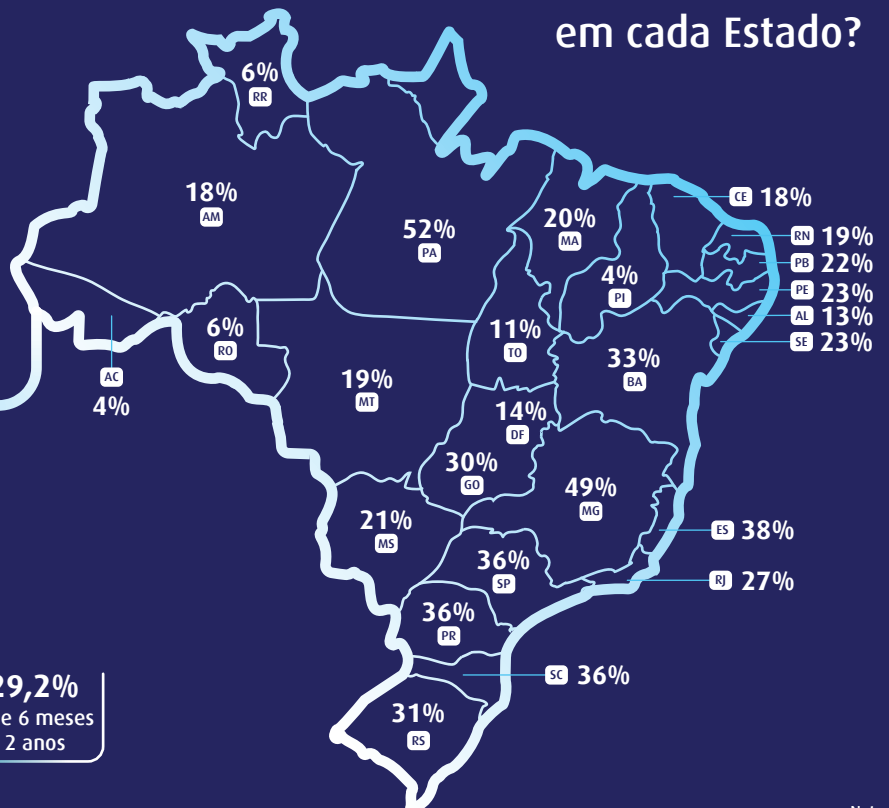 em cada Estado?
6%
RR
18%
AM
52%
PA
20%
MA
4%
PI
CE 18%
RN 19%
PB 22%
PE 23%
AL 13%
SE 23%
6%
RO
AC
4%
11%
TO
33%
BA
19%
MT
14%
DF
30%
GO
49%
MG
21%
MS
ES 38%
36%
SP
RJ 27%
36%
PR
SC 36%
31%
RS
29,2%
e 6 meses
2 anos